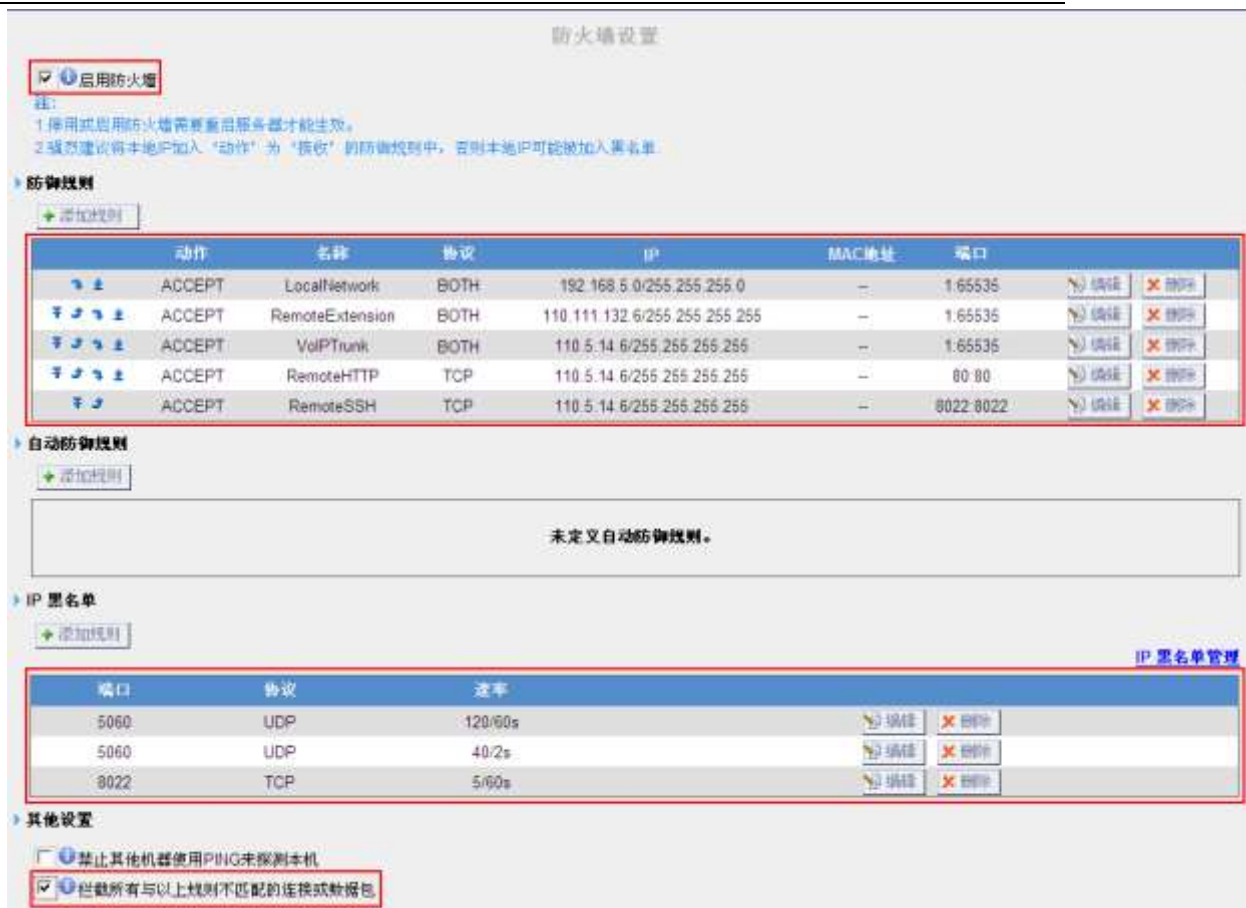 防火墙设置
启用防火墙
注:
1.停用或启用防火墙需要重启服务器才能生效。
2.强烈建议将本地IP加入“动作”为“接收”的防御规则中，否则本地IP可能被加入黑名单.
防御规则
添加规则
动作 名称 协议 IP MAC地址 端口
ACCEPT LocalNetwork BOTH 192.168.5.0/255.255.255.0 -- 1:65535 编辑 删除
ACCEPT RemoteExtension BOTH 110.111.132.6/255.255.255.255 -- 1:65535 编辑 删除
ACCEPT VoIPTrunk BOTH 110.5.14.6/255.255.255.255 -- 1:65535 编辑 删除
ACCEPT RemoteHTTP TCP 110.5.14.6/255.255.255.255 -- 80:80 编辑 删除
ACCEPT RemoteSSH TCP 110.5.14.6/255.255.255.255 -- 8022:8022 编辑 删除
自动防御规则
添加规则
未定义自动防御规则。
IP 黑名单
添加规则
IP 黑名单管理
端口 协议 速率
5060 UDP 120/60s 编辑 删除
5060 UDP 40/2s 编辑 删除
8022 TCP 5/60s 编辑 删除
其他设置
禁止其他机器使用PING来探测本机
拦截所有与以上规则不匹配的连接或数据包